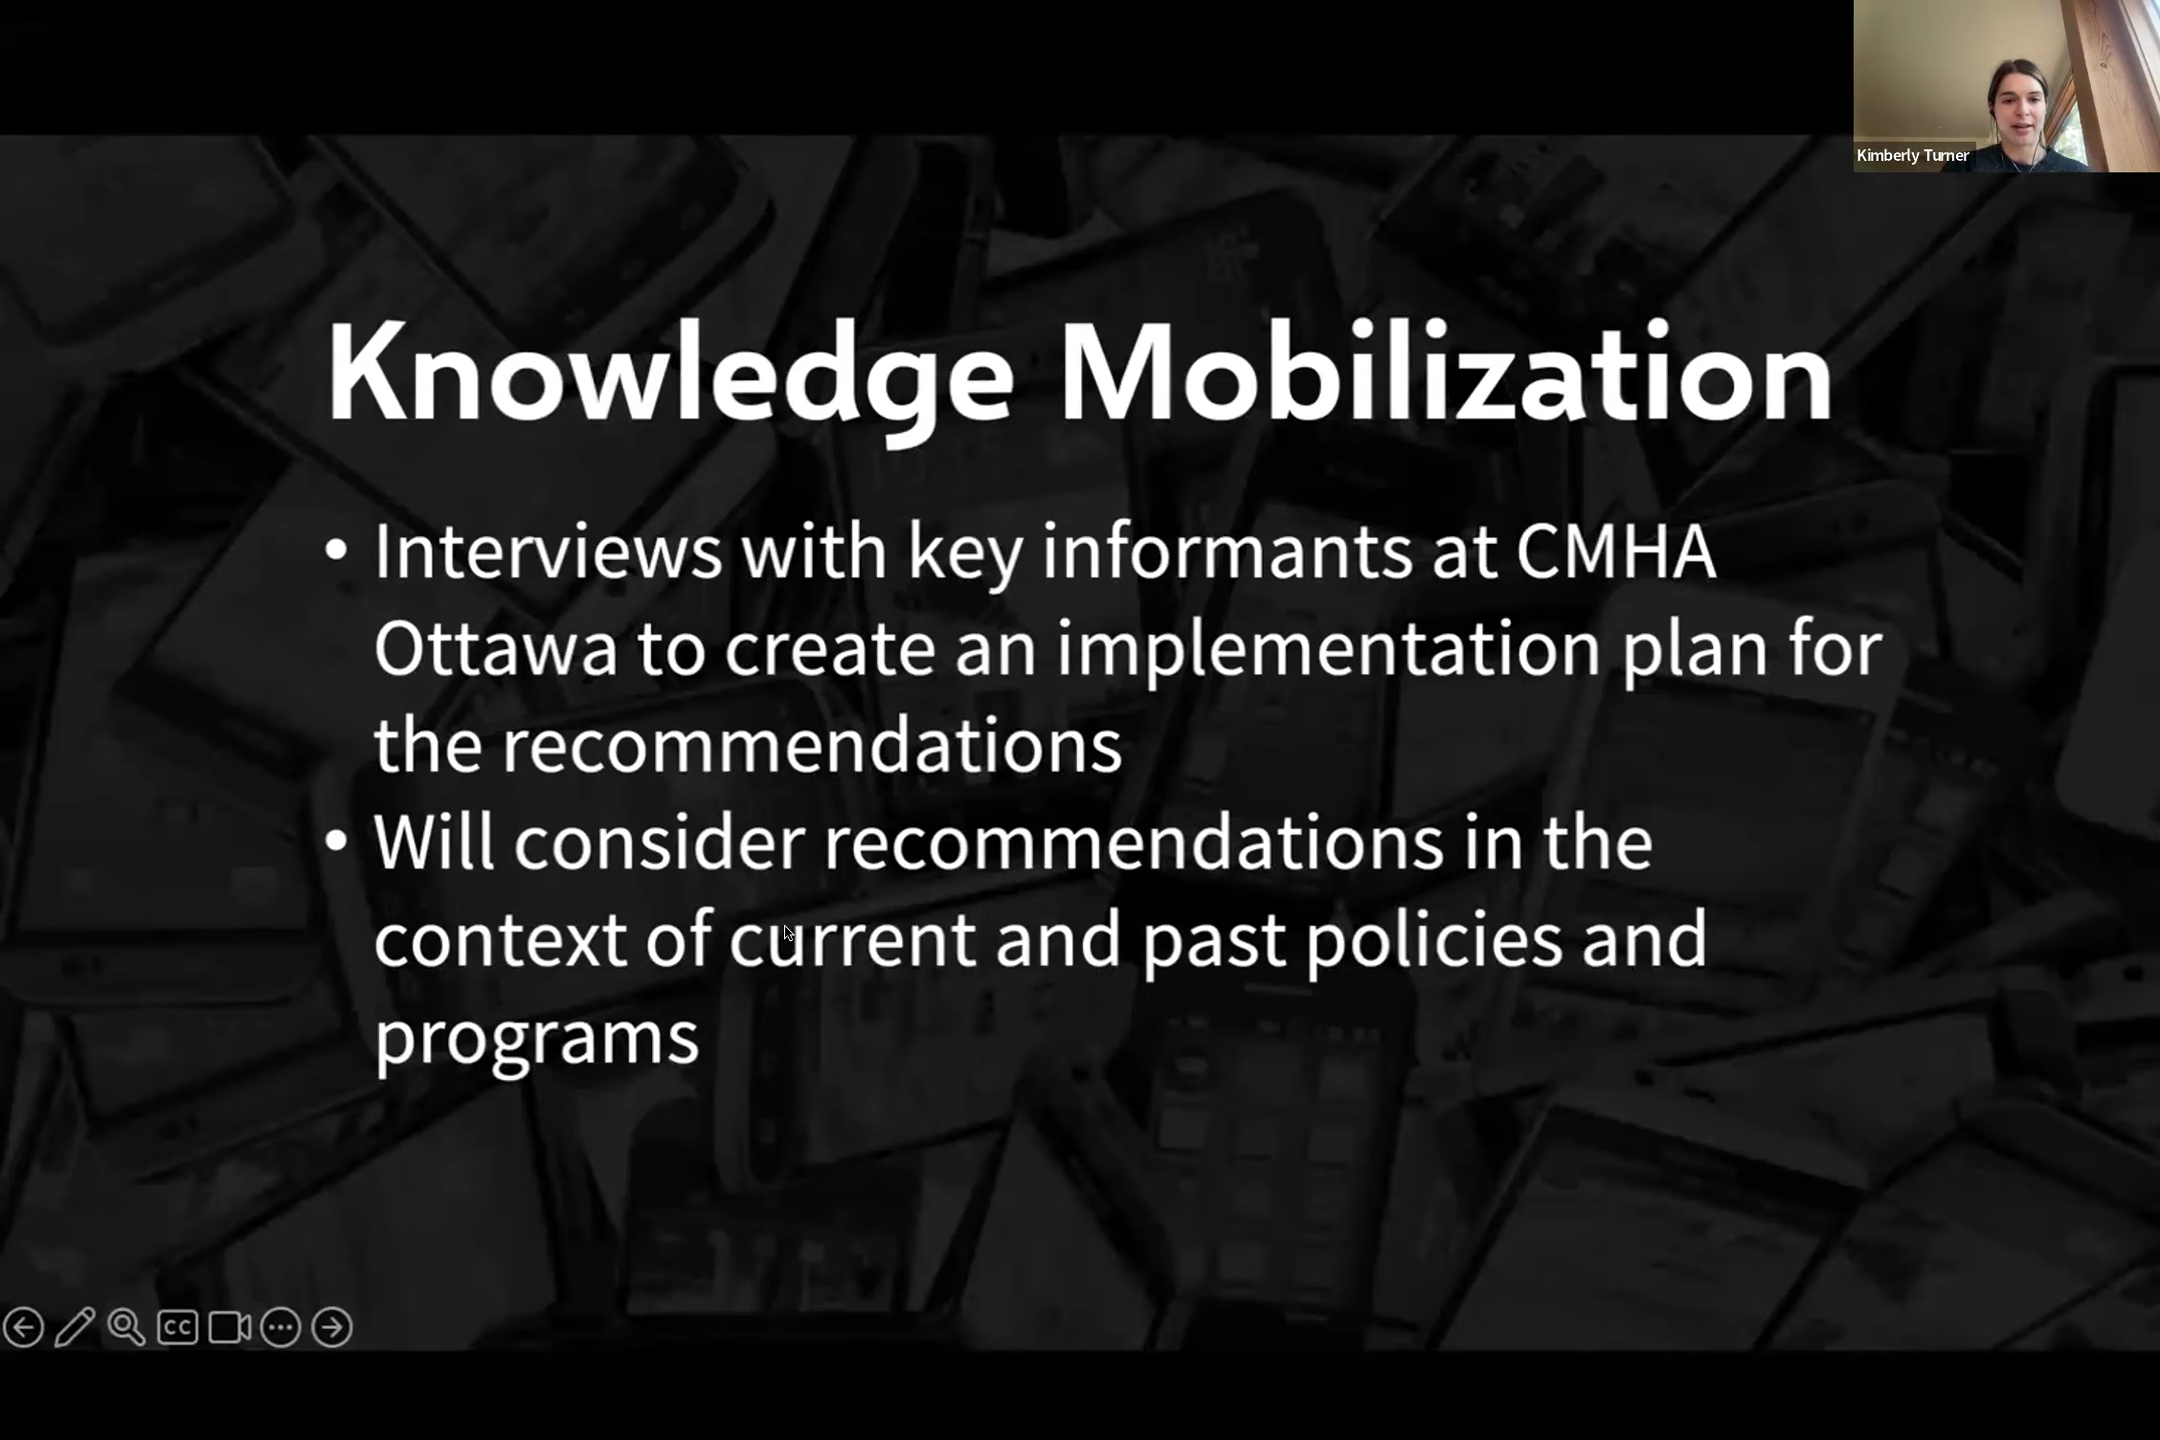 Kimberly Turner
Knowledge Mobilization
• Interviews with key informants at CMHA
Ottawa to create an implementation plan for
the recommendations
• Will consider recommendations in the
context of current and past policies and
programs
CC